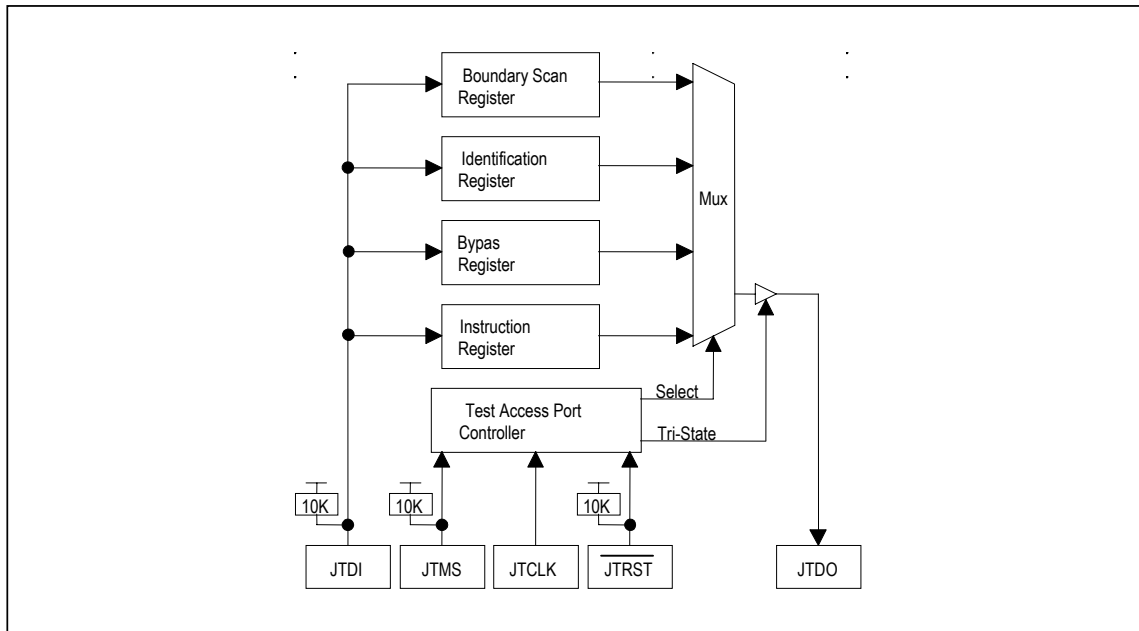 Boundary Scan
Register
Identification
Register
Mux
Bypas
Register
Instruction
Register
Select
Test Access Port
Controller
Tri-State
10K
10K
10K
JTDI
JTMS
JTCLK
JTRST
JTDO